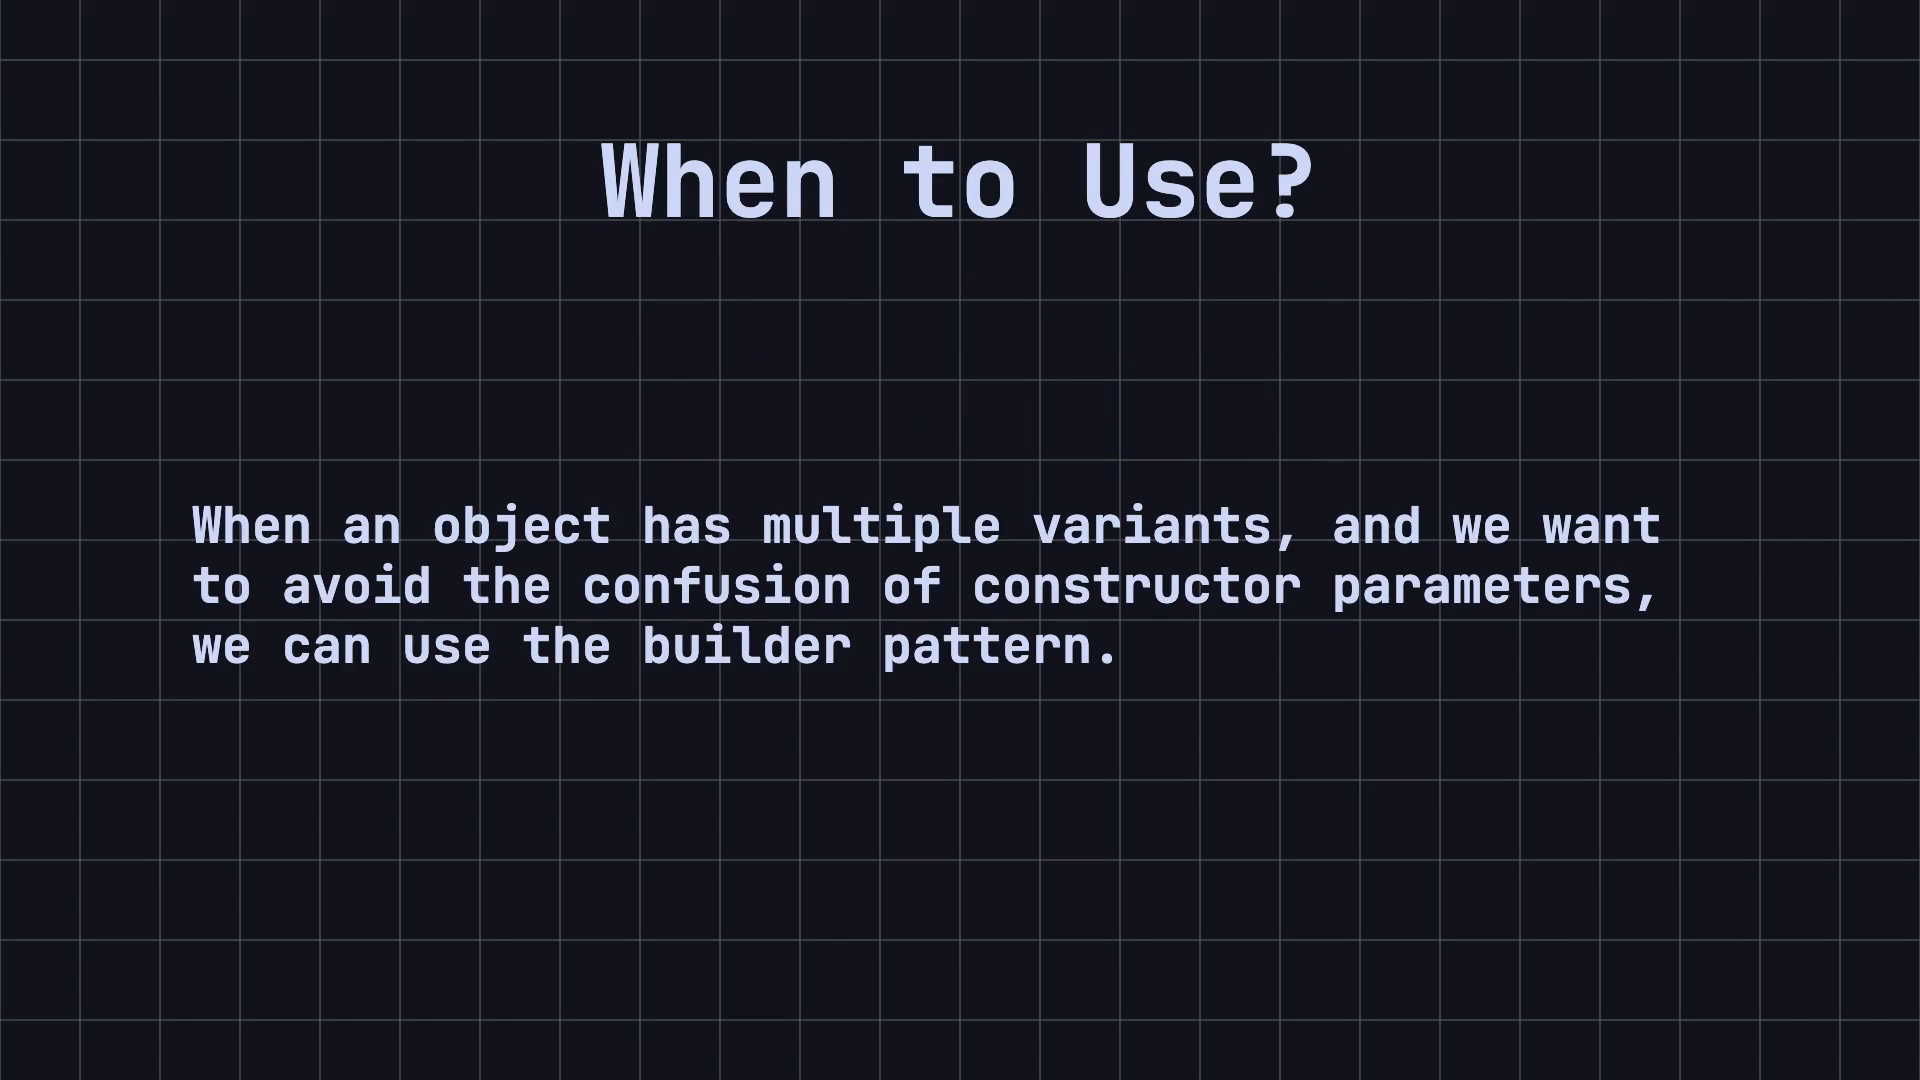 When to Use?
When an object has multiple variants, and we want
to avoid the confusion of constructor parameters,
we can use the builder pattern.